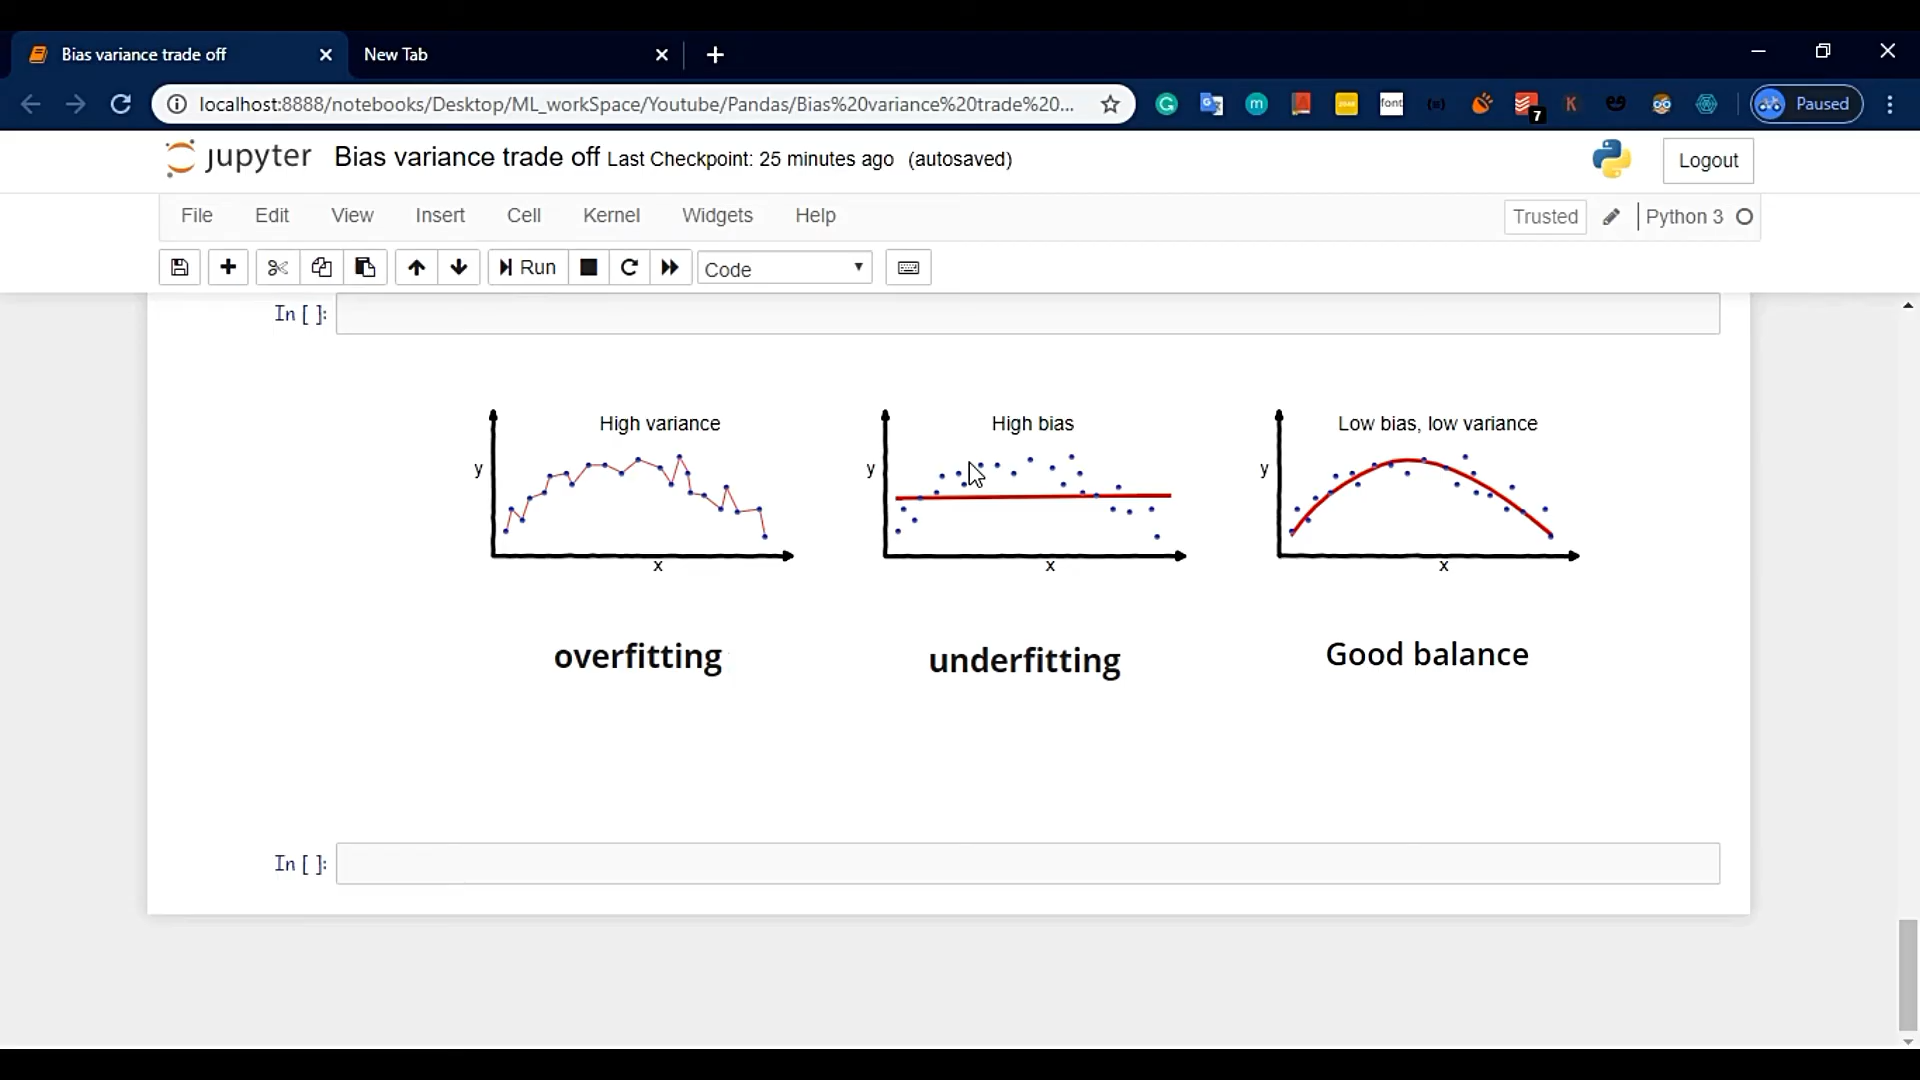 Bias variance trade off
New Tab
localhost:8888/notebooks/Desktop/ML_workSpace/Youtube/Pandas/Bias%20variance%20trade%20...
font
7
K
Paused
jupyter Bias variance trade off Last Checkpoint: 25 minutes ago (autosaved)
Logout
File Edit View Insert Cell Kernel Widgets Help
Trusted
Python 3
Run
Code
In [ ]:
High variance
y
x
High bias
y
x
Low bias, low variance
y
x
overfitting
underfitting
Good balance
In [ ]: